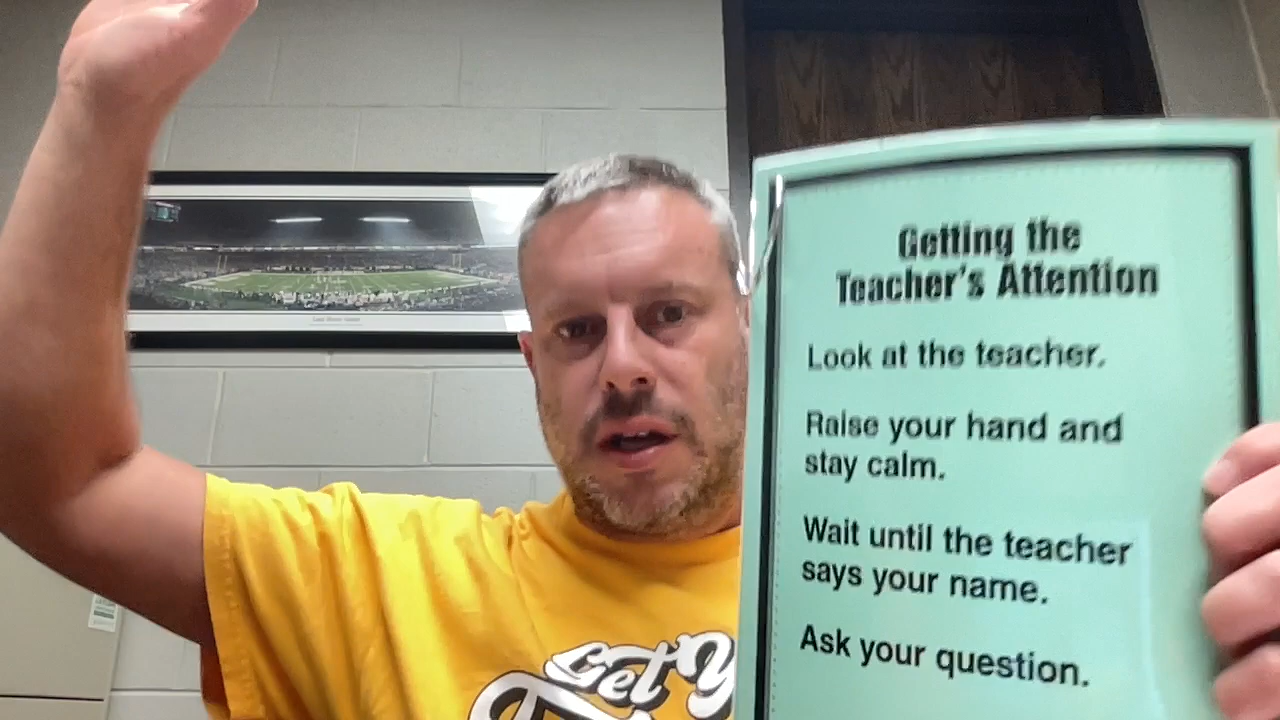 Getting the
Teacher's Attention
Look at the teacher.
Raise your hand and
stay calm.
Wait until the teacher
says your name.
Ask your question.
Get